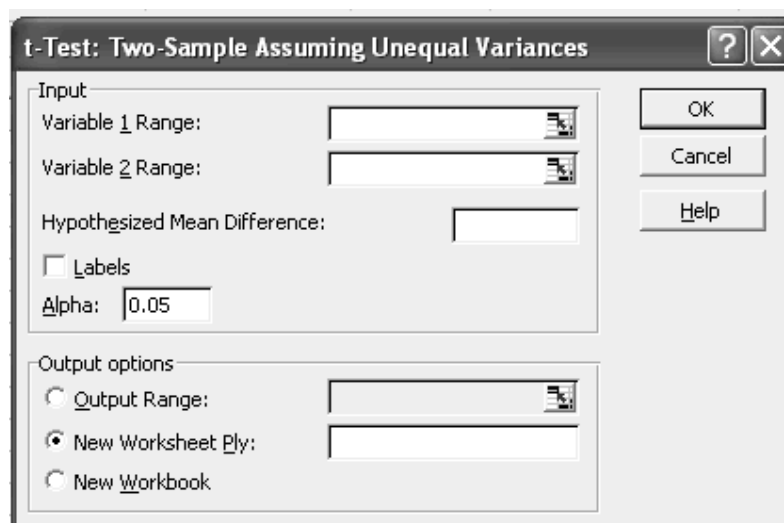 t-Test: Two-Sample Assuming Unequal Variances
Input
Variable 1 Range:
Variable 2 Range:
Hypothesized Mean Difference:
Labels
Alpha: 0.05
OK
Cancel
Help
Output options
Output Range:
New Worksheet Ply:
New Workbook